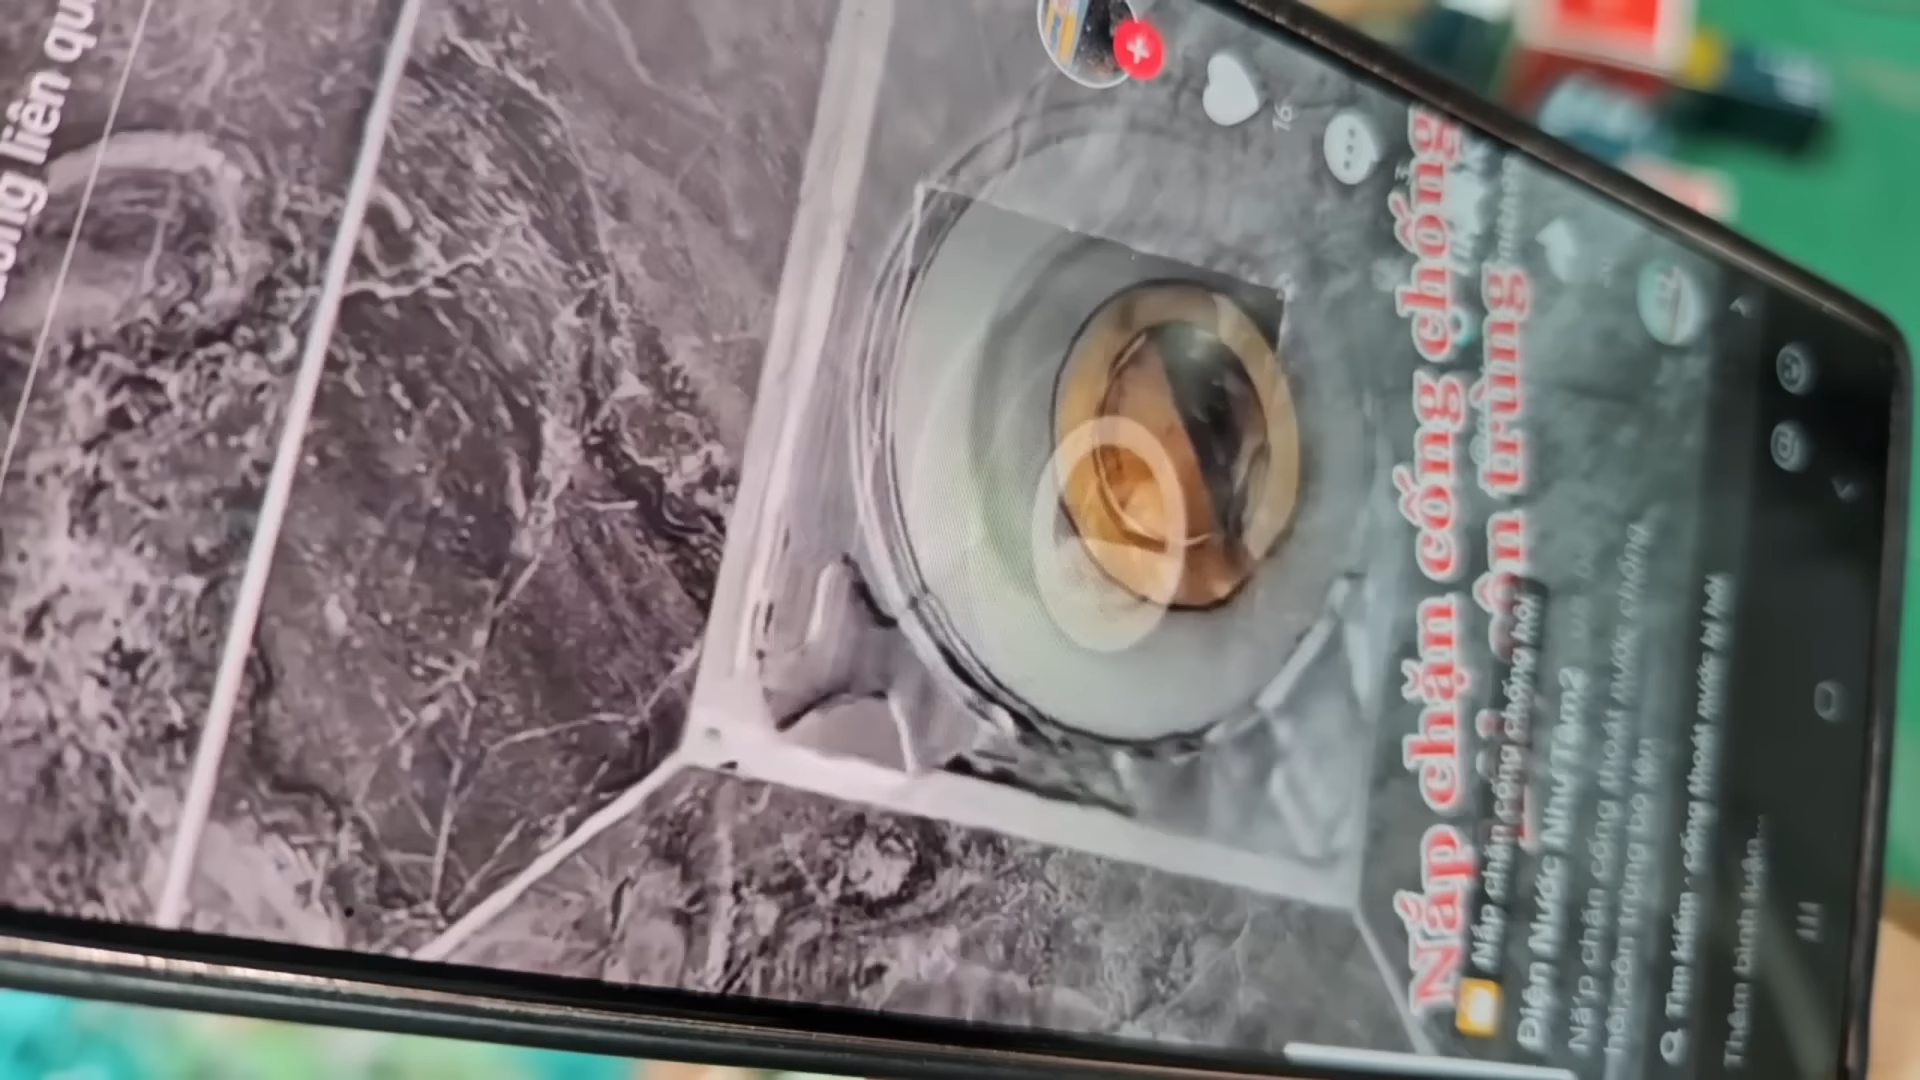 liên qu
16
3
Nắp chặn cống chống
côn trùng
Nắp chặn cống chống hôi
Điện Nước Như Tâm2
Nắp chặn cống thoát nước chống
hôi,côn trùng bò lên
Tìm kiếm · cống thoát nước bị hôi
Thêm bình luận...